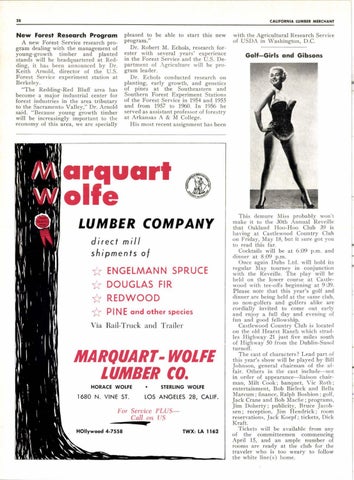 38
CALIFORNIA LUMBER MERCHANT
New Forest Research Program
A new Forest Service research program dealing with the management of
young-growth timber and planted
stands will be headquartered at Redding, it has been announced by Dr.
Keith Arnold, director of the U.S.
Forest Service experiment station at
Berkeley.
"The Redding-Red Bluff area has
become a major industrial center for
forest industries in the area tributary
to the Sacramento Valley," Dr. Arnold
said. "Because young growth timber
will be increasingly important to the
economy of this area, we are specially
pleased to be able to start this new
program."
Dr. Robert M. Echols, research forester with several years' experience
in the Forest Service and the U.S. Department of Agriculture will be program leader.
Dr. Echols conducted research on
planting, early growth, and genetics
of pines at the Southeastern and
Southern Forest Experiment Stations
of the Forest Service in 1954 and 1955
and from 1957 to 1960. In 1956 he
served as assistant professor of forestry
at Arkansas A & M College.
His most recent assignment has been
with the Agricultural Research Service
of USDA in Washington, D.C.
Golf—Girls and Gibsons
This demure Miss probably won't
make it to the 30th Annual Reveille
that Oakland Hoo-Hoo Club 39 is
having at Castlewood Country Club
on Friday, May 18, but it sure got you
to read this far.
Cocktails will be at 6:09 p.m. and
dinner at 8:09 p.m.
Once again Dubs Ltd. will hold its
regular May tourney in conjunction
with the Reveille. The play will be
held on the lower course at Castlewood with tee-offs beginning at 9:39.
Please note that this year's golf and
dinner are being held at the same club,
so non-golfers and golfers alike are
cordially invited to come out early
and enjoy a full day and evening of
fun and good fellowship.
Castlewood Country Club is located
on the old Hearst Ranch which straddles Highway 21 just five miles south
of Highway 50 from the Dublin-Sunol
turnoff.
The cast of characters? Lead part of
this year's show will be played by Bill
Johnson, general chairman of the affair. Others in the cast include—not
in order of appearance—liaison chairman, Milt Cook; banquet, Vic Roth;
entertainment, Bob Bielock and Bella
Marcum; finance, Ralph Boshion; golf,
Jack Crane and Bob Macfie; programs,
Jim Doherty; publicity, Bruce Jacobsen; reception, Jim Hendrick; room
reservations, Jack Koepf; tickets, Dick
Kraft.
Tickets will be available from any
of the committeemen commencing
April 15, and an ample number of
rooms are ready at the club for the
traveler who is too weary to follow
the white line(s) home.
Marquart
Wolfe
LUMBER COMPANY
direct mill
shipments of
☆ ENGELMANN SPRUCE
☆ DOUGLAS FIR
☆ REDWOOD
☆ PINE and other species
Via Rail-Truck and Trailer
MARQUART-WOLFE
LUMBER CO.
HORACE WOLFE • STERLING WOLFE
1680 N. VINE ST. LOS ANGELES 28, CALIF.
For Service PLUS—
Call on US
HOllywood 4-7558
TWX: LA 1162